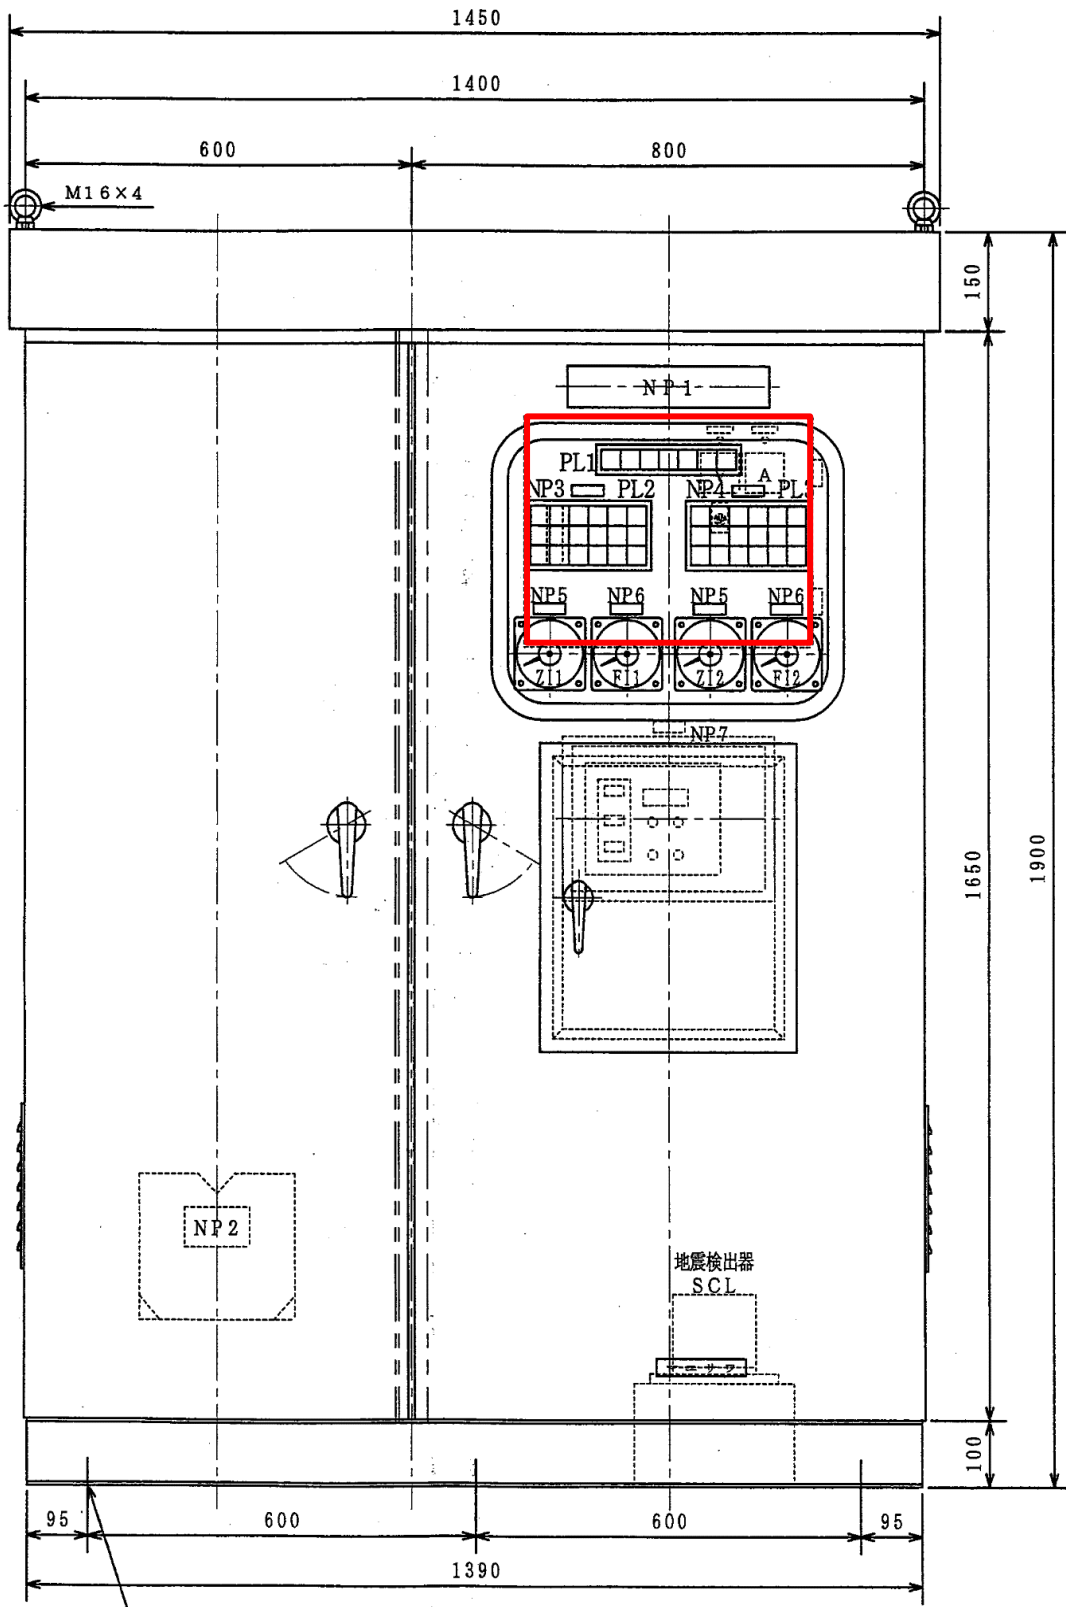 1450
1400
600 800
M16×4
150
NP1
PL1 A
NP3 PL2 NP4 PL3
NP5 NP6 NP5 NP6
ZI1 FI1 ZI2 FI2
NP7
1650
1900
NP2
地震検出器
SCL
100
95 600 600 95
1390